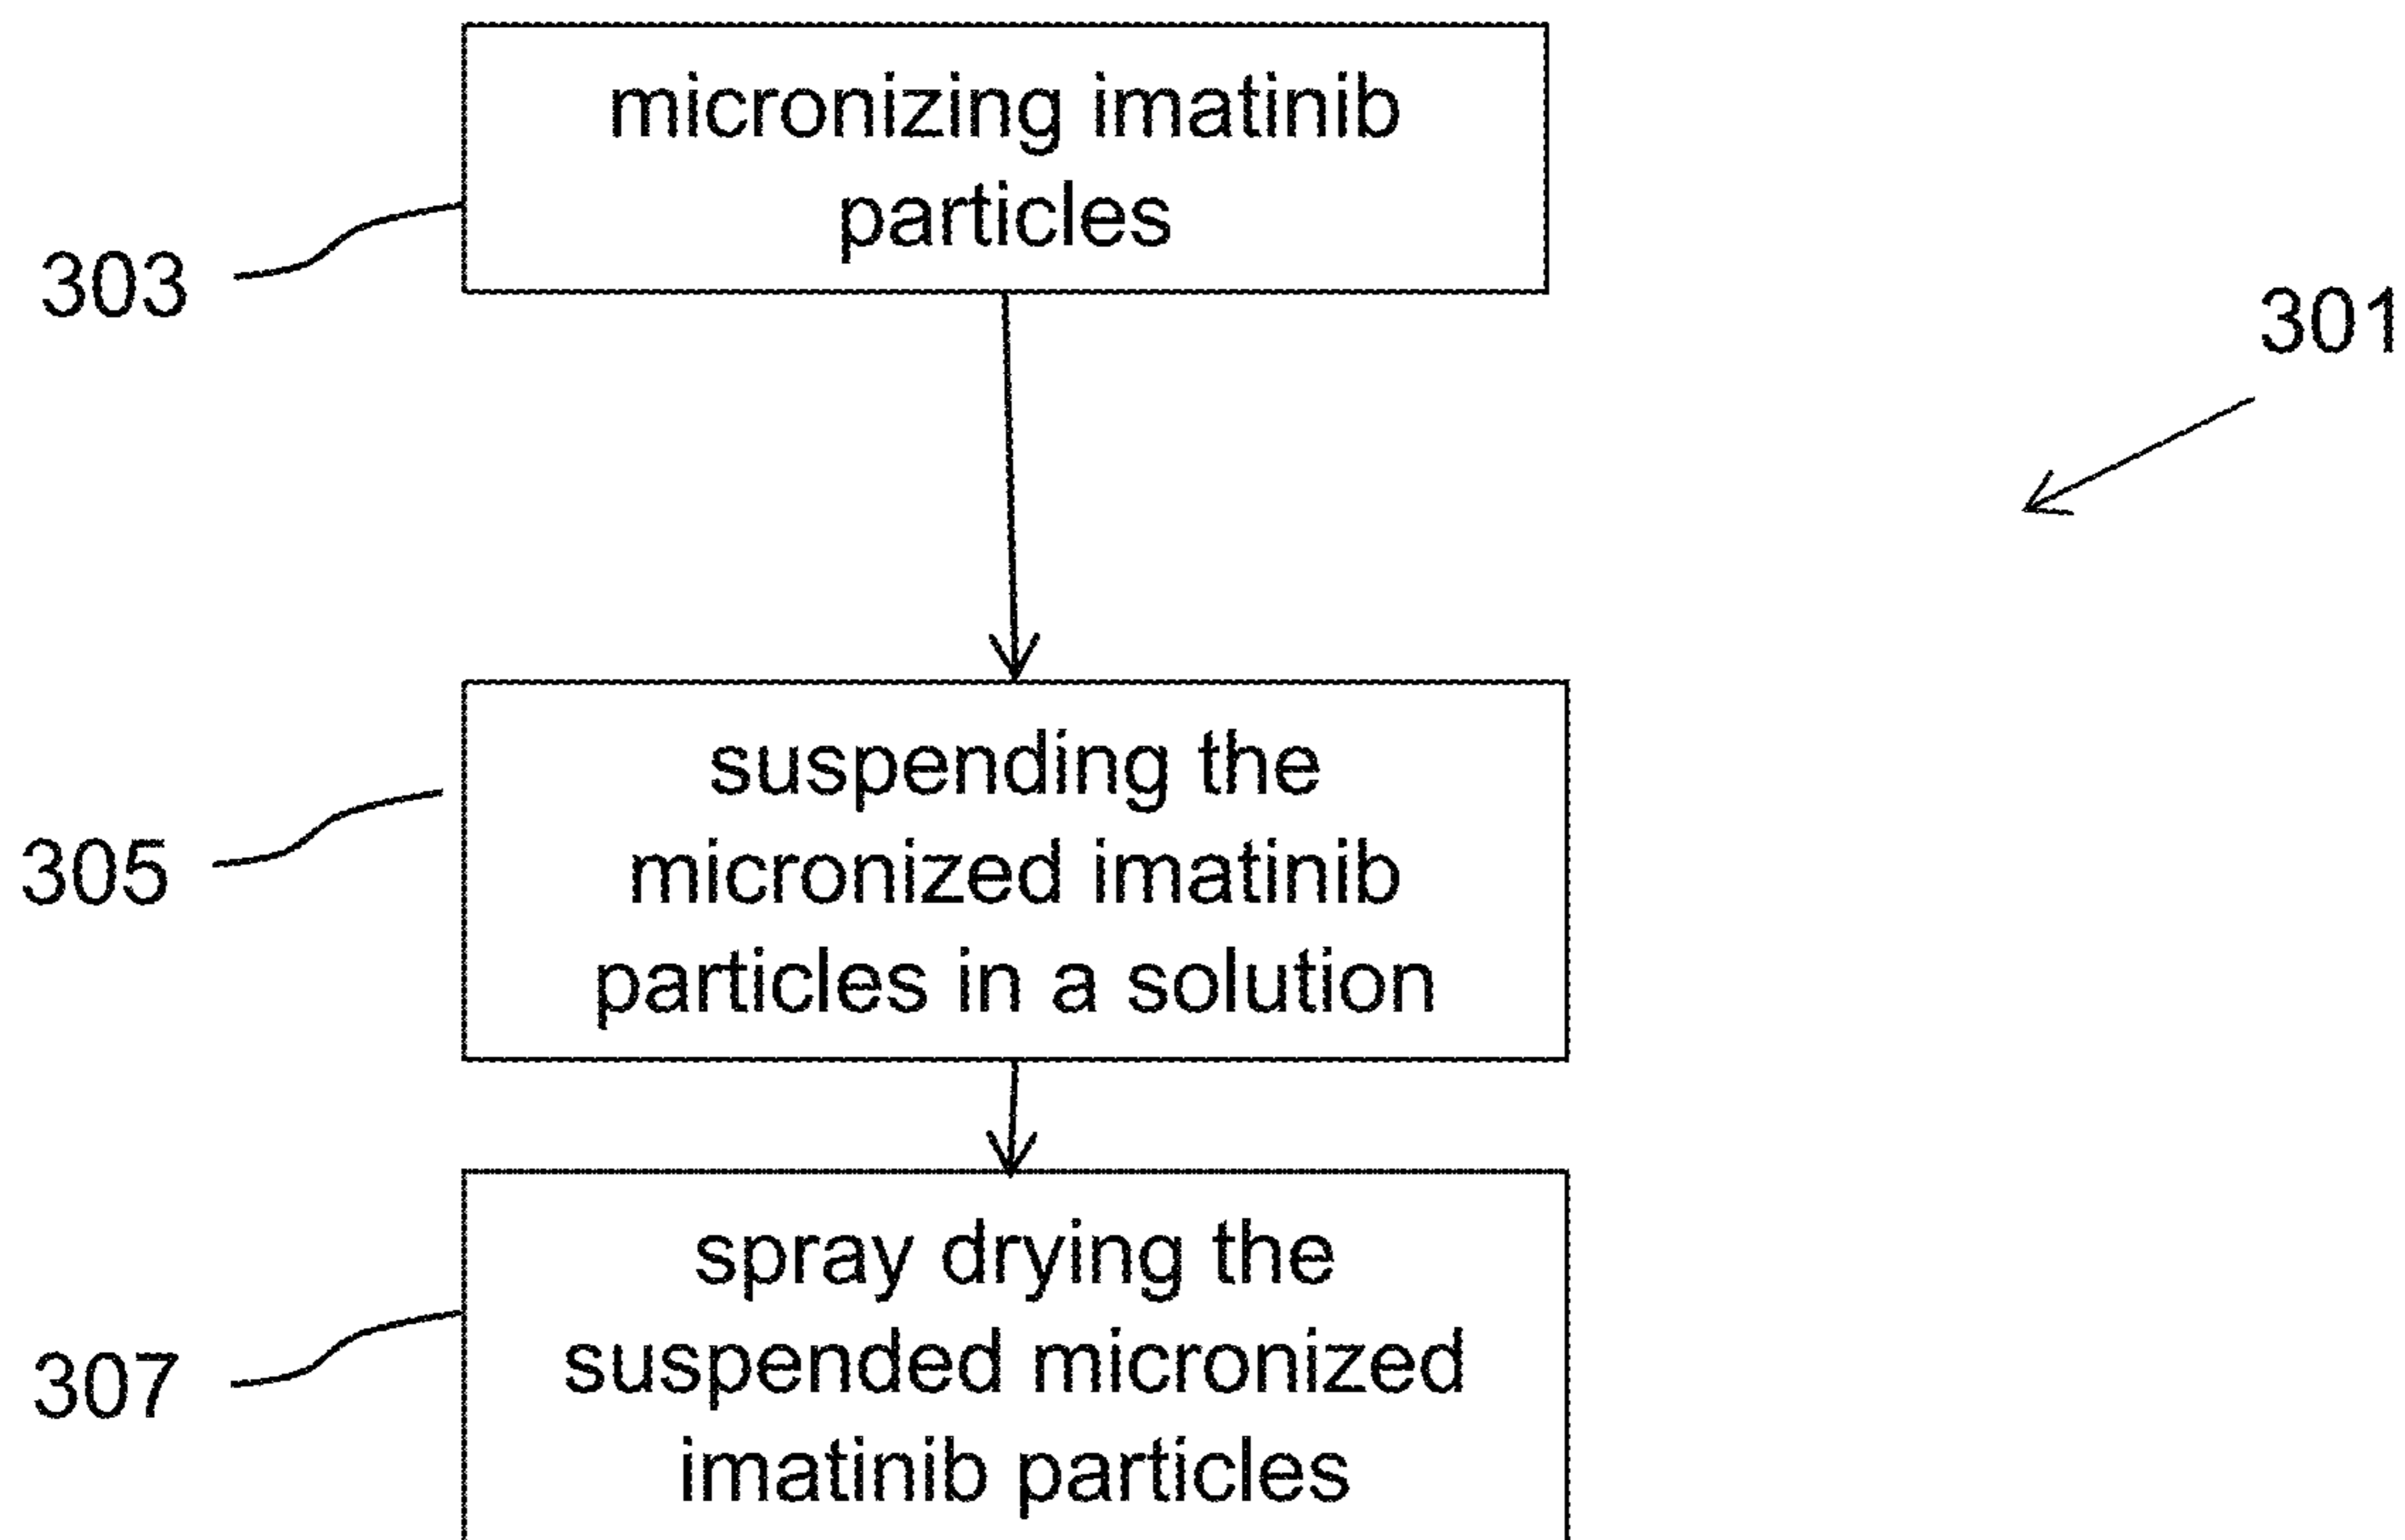 micronizing imatinib
particles
303
301
suspending the
micronized imatinib
particles in a solution
305
spray drying the
suspended micronized
imatinib particles
307